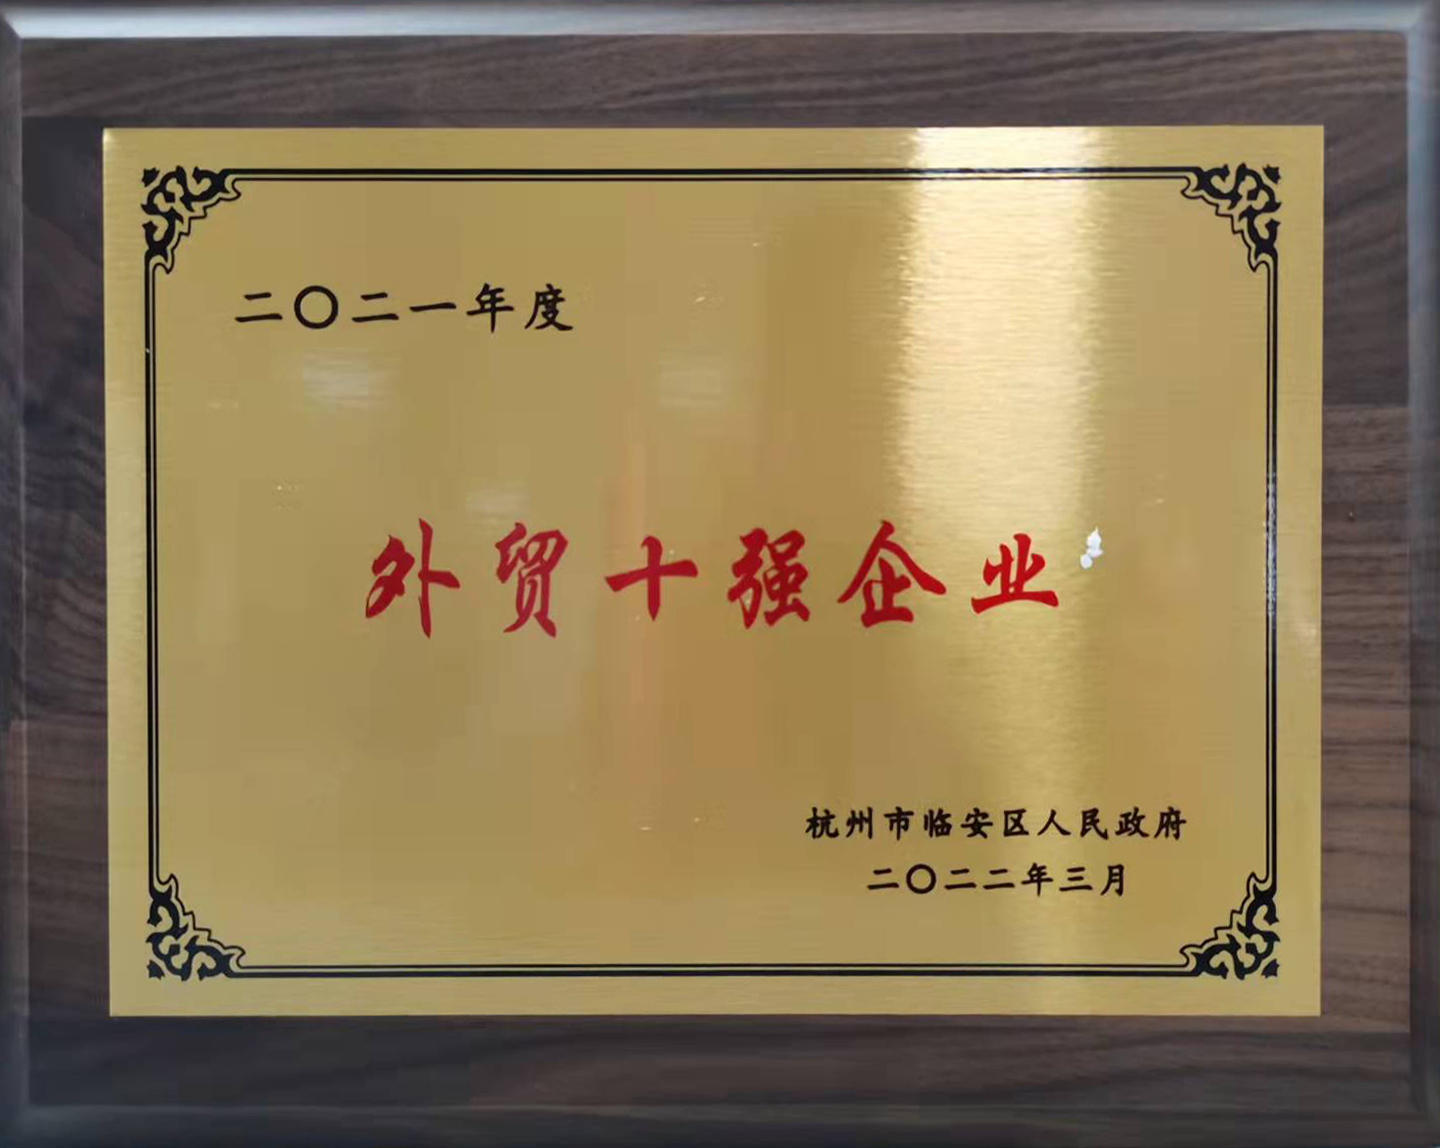 二〇二一年度
外贸十强企业
杭州市临安区人民政府
二〇二二年三月